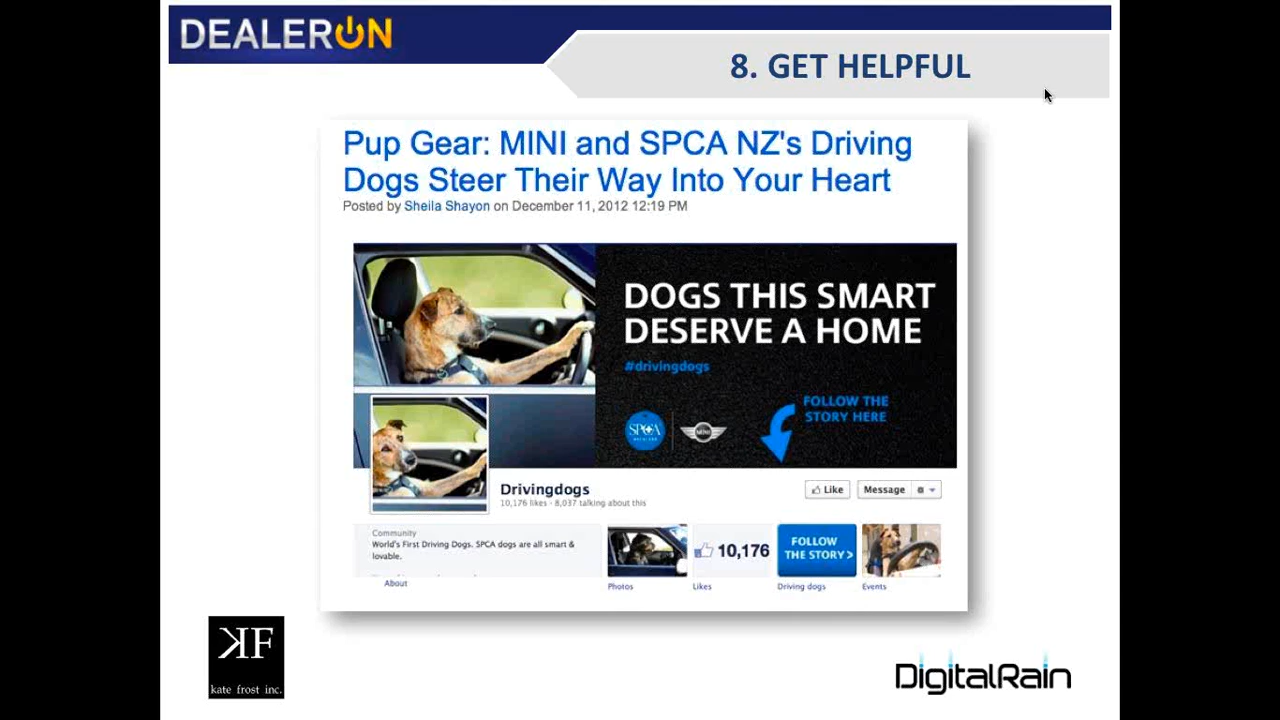 DEALERON
8. GET HELPFUL
Pup Gear: MINI and SPCA NZ's Driving
Dogs Steer Their Way Into Your Heart
Posted by Sheila Shayon on December 11, 2012 12:19 PM
DOGS THIS SMART
DESERVE A HOME
#drivingdogs
FOLLOW THE
STORY HERE
SPCA
MINI
Drivingdogs
10,176 likes · 8,037 talking about this
Like
Message
Community
World's First Driving Dogs. SPCA dogs are all smart &
lovable.
About
10,176
FOLLOW
THE STORY>
Photos
Likes
Driving dogs
Events
KF
kate frost inc.
DigitalRain